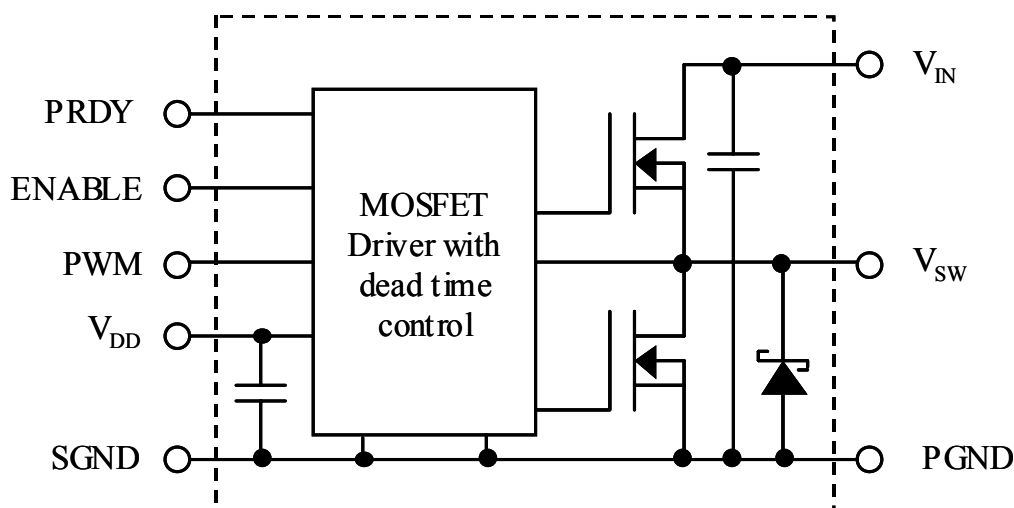 PRDY
ENABLE
PWM
VDD
SGND
MOSFET
Driver with
dead time
control
VIN
VSW
PGND